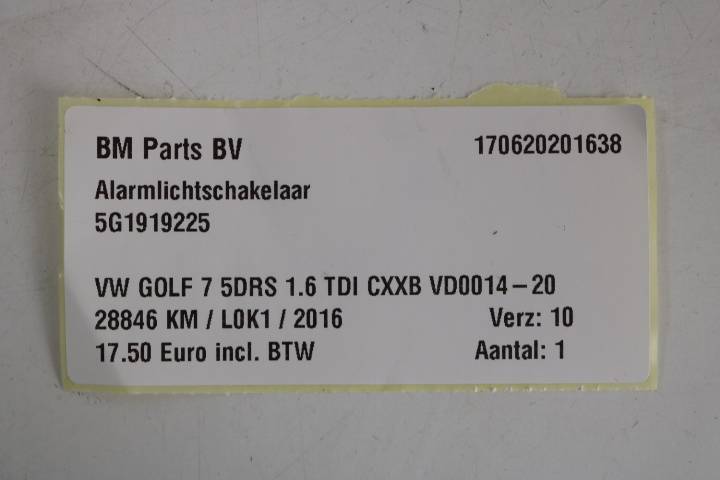 BM Parts BV 170620201638
Alarmlichtschakelaar
5G1919225
VW GOLF 7 5DRS 1.6 TDI CXXB VD0014-20
28846 KM / L0K1 / 2016 Verz: 10
17.50 Euro incl. BTW Aantal: 1